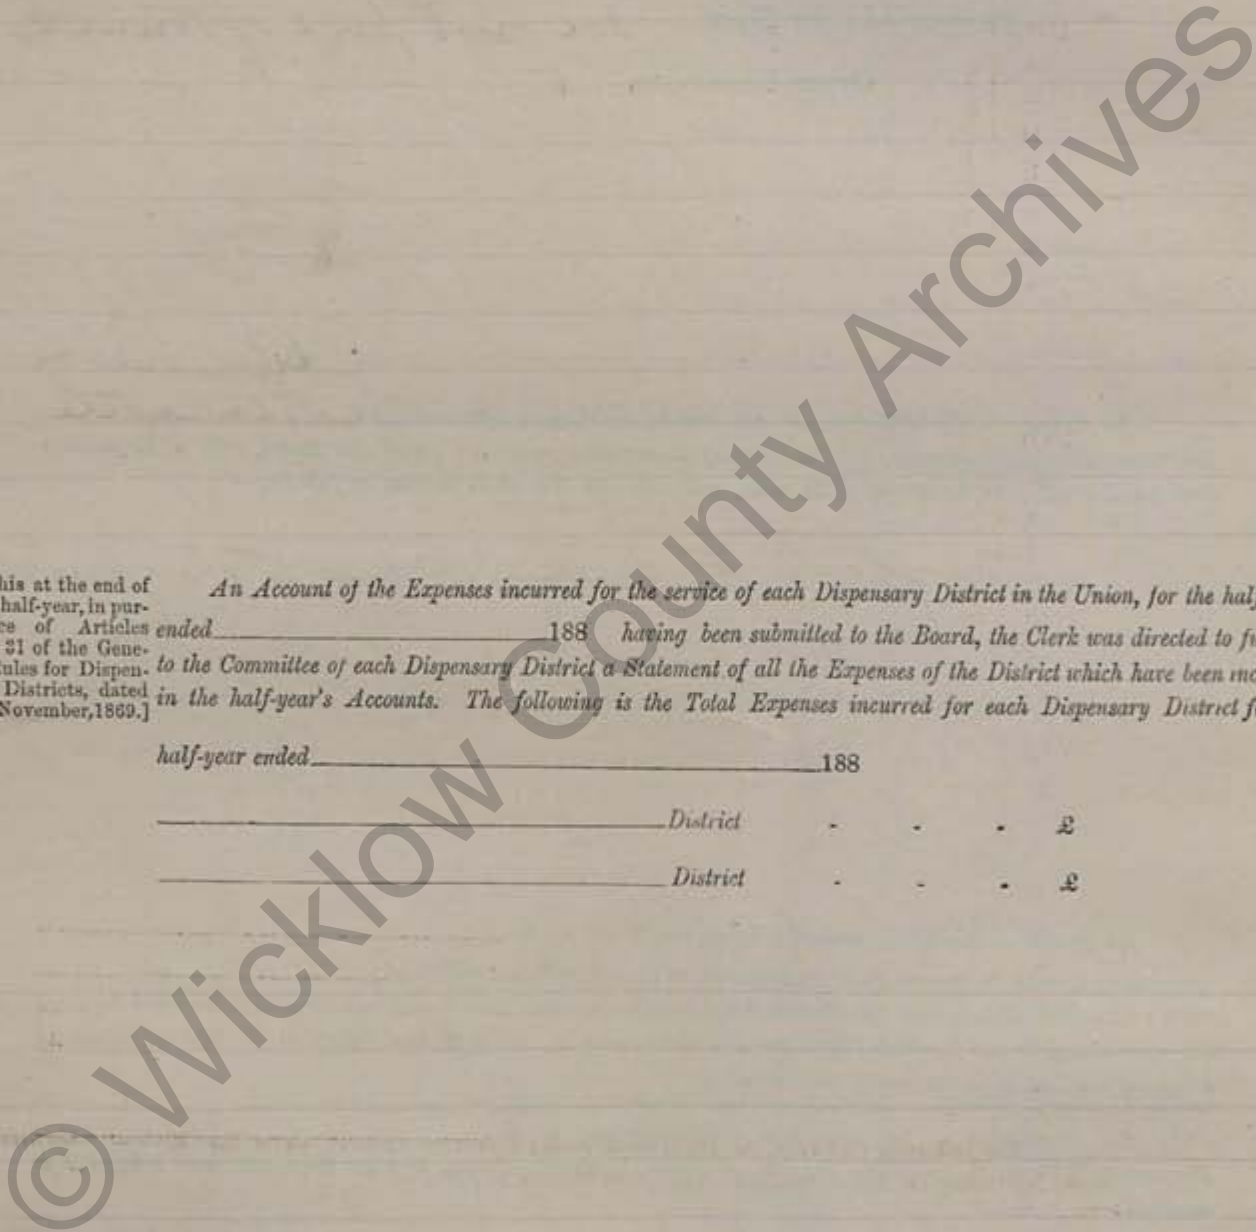 his at the end of
half-year, in pur-
ce of Articles
31 of the Gene-
ules for Dispen-
Districts, dated
November, 1869.]
An Account of the Expenses incurred for the service of each Dispensary District in the Union, for the half
ended 188 having been submitted to the Board, the Clerk was directed to fu
to the Committee of each Dispensary District a Statement of all the Expenses of the District which have been
in the half-year's Accounts. The following is the Total Expenses incurred for each Dispensary District f
half-year ended 188
District - - - £
District - - - £
© Wicklow County Archives